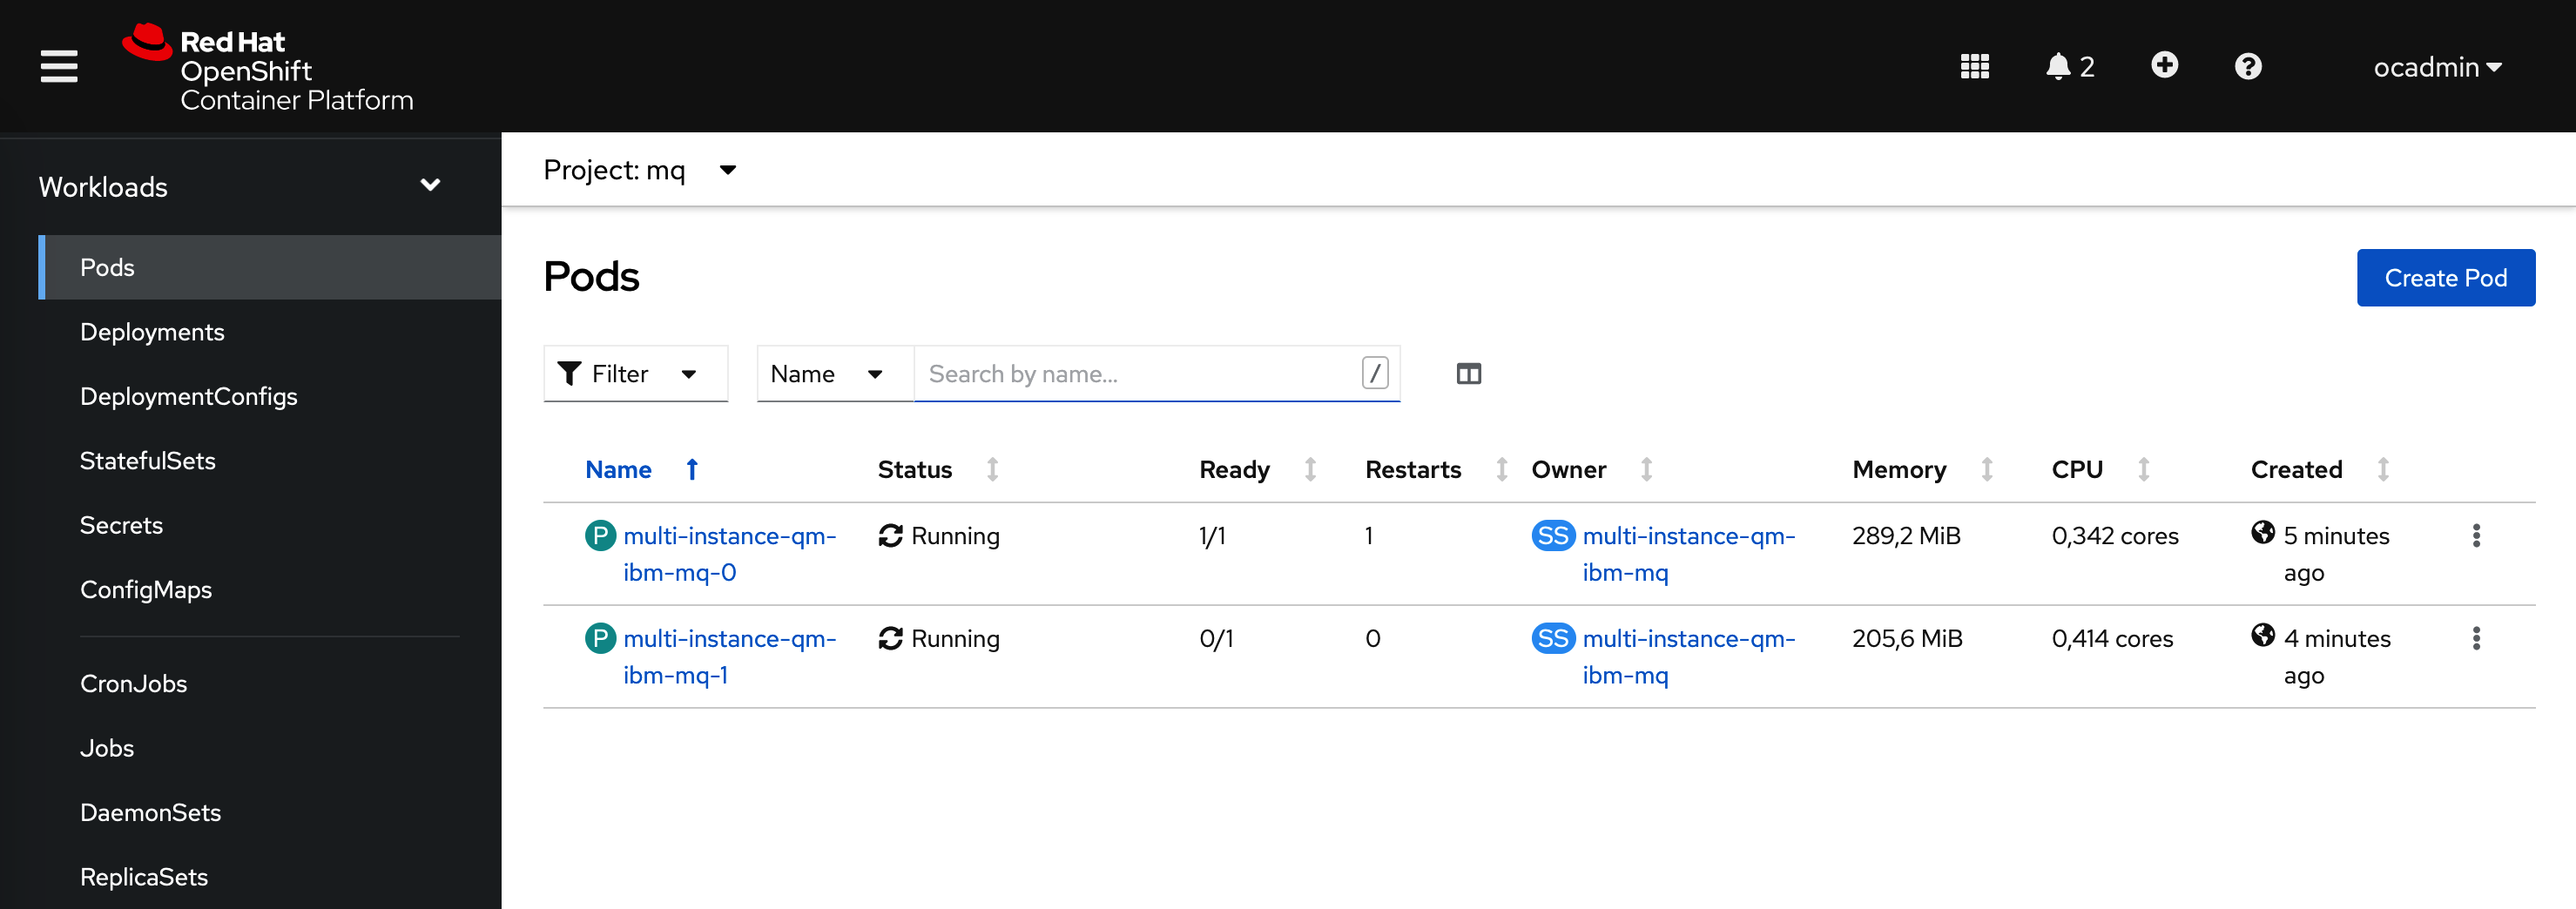 Red Hat
OpenShift
Container Platform
2
ocadmin
Workloads
Pods
Deployments
DeploymentConfigs
StatefulSets
Secrets
ConfigMaps
CronJobs
Jobs
DaemonSets
ReplicaSets
Project: mq
Pods
Create Pod
Filter
Name
Search by name...
/
Name Status Ready Restarts Owner Memory CPU Created
P multi-instance-qm- Running 1/1 1 SS multi-instance-qm- 289,2 MiB 0,342 cores 5 minutes
ibm-mq-0 ibm-mq ago
P multi-instance-qm- Running 0/1 0 SS multi-instance-qm- 205,6 MiB 0,414 cores 4 minutes
ibm-mq-1 ibm-mq ago